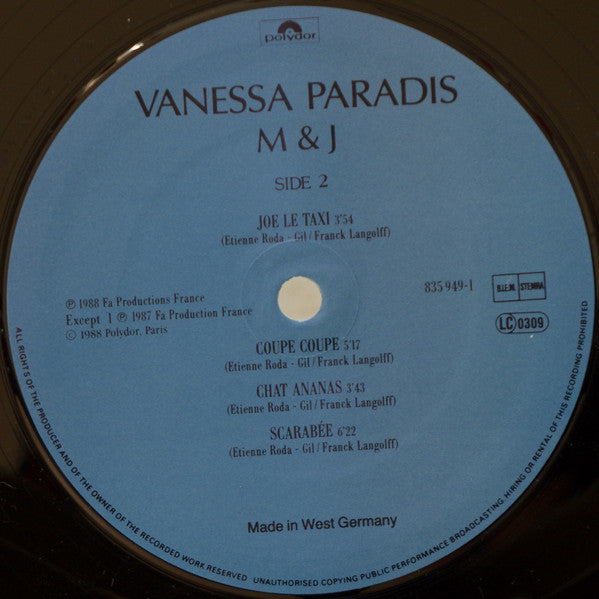 polydor
VANESSA PARADIS
M & J
SIDE 2
JOE LE TAXI 3'54
(Etienne Roda - Gil / Franck Langolff)
℗ 1988 Fa Productions France
Except 1 ℗ 1987 Fa Production France
© 1988 Polydor, Paris
835 949-1
B.I.E.M. STEMRA
LC 0309
COUPE COUPE 5'17
(Etienne Roda - Gil / Franck Langolff)
CHAT ANANAS 3'43
(Etienne Roda - Gil / Franck Langolff)
SCARABÉE 6'22
(Etienne Roda - Gil / Franck Langolff)
Made in West Germany
ALL RIGHTS OF THE PRODUCER AND OF THE OWNER OF THE RECORDED WORK RESERVED UNAUTHORISED COPYING PUBLIC PERFORMANCE BROADCASTING HIRING OR RENTAL OF THIS RECORDING PROHIBITED